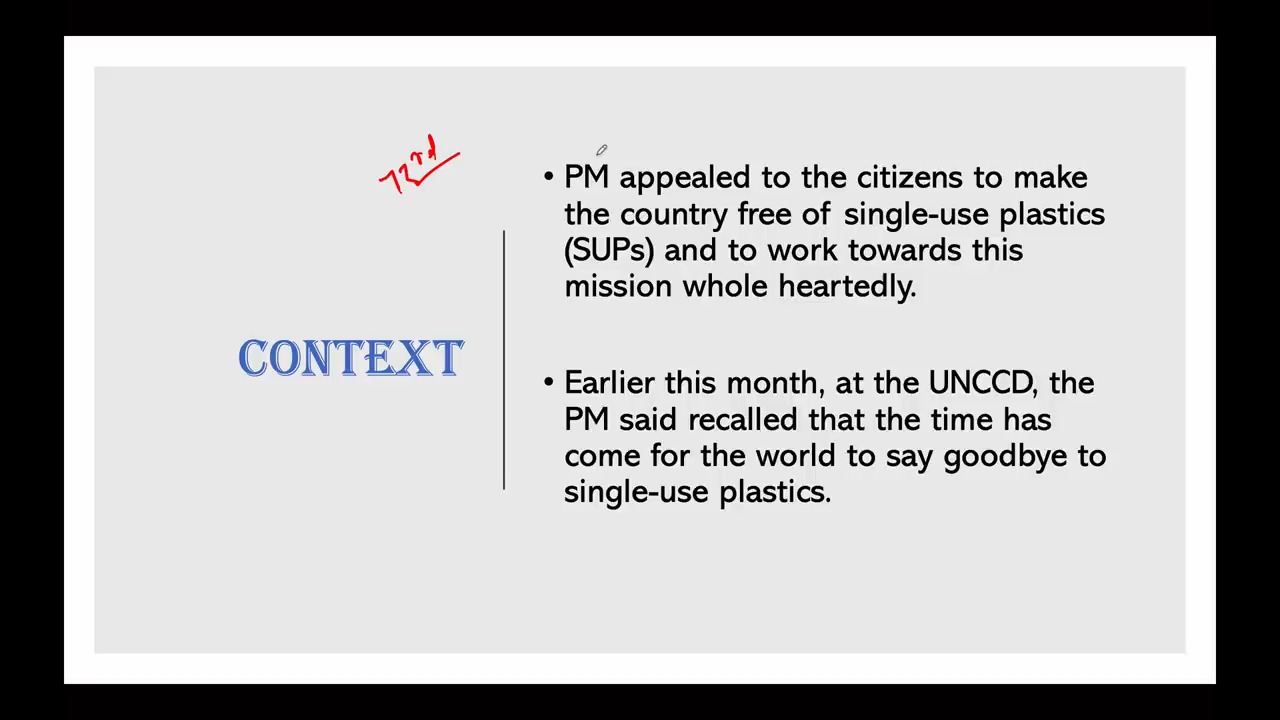 73rd
• PM appealed to the citizens to make
the country free of single-use plastics
(SUPs) and to work towards this
mission whole heartedly.
CONTEXT
• Earlier this month, at the UNCCD, the
PM said recalled that the time has
come for the world to say goodbye to
single-use plastics.